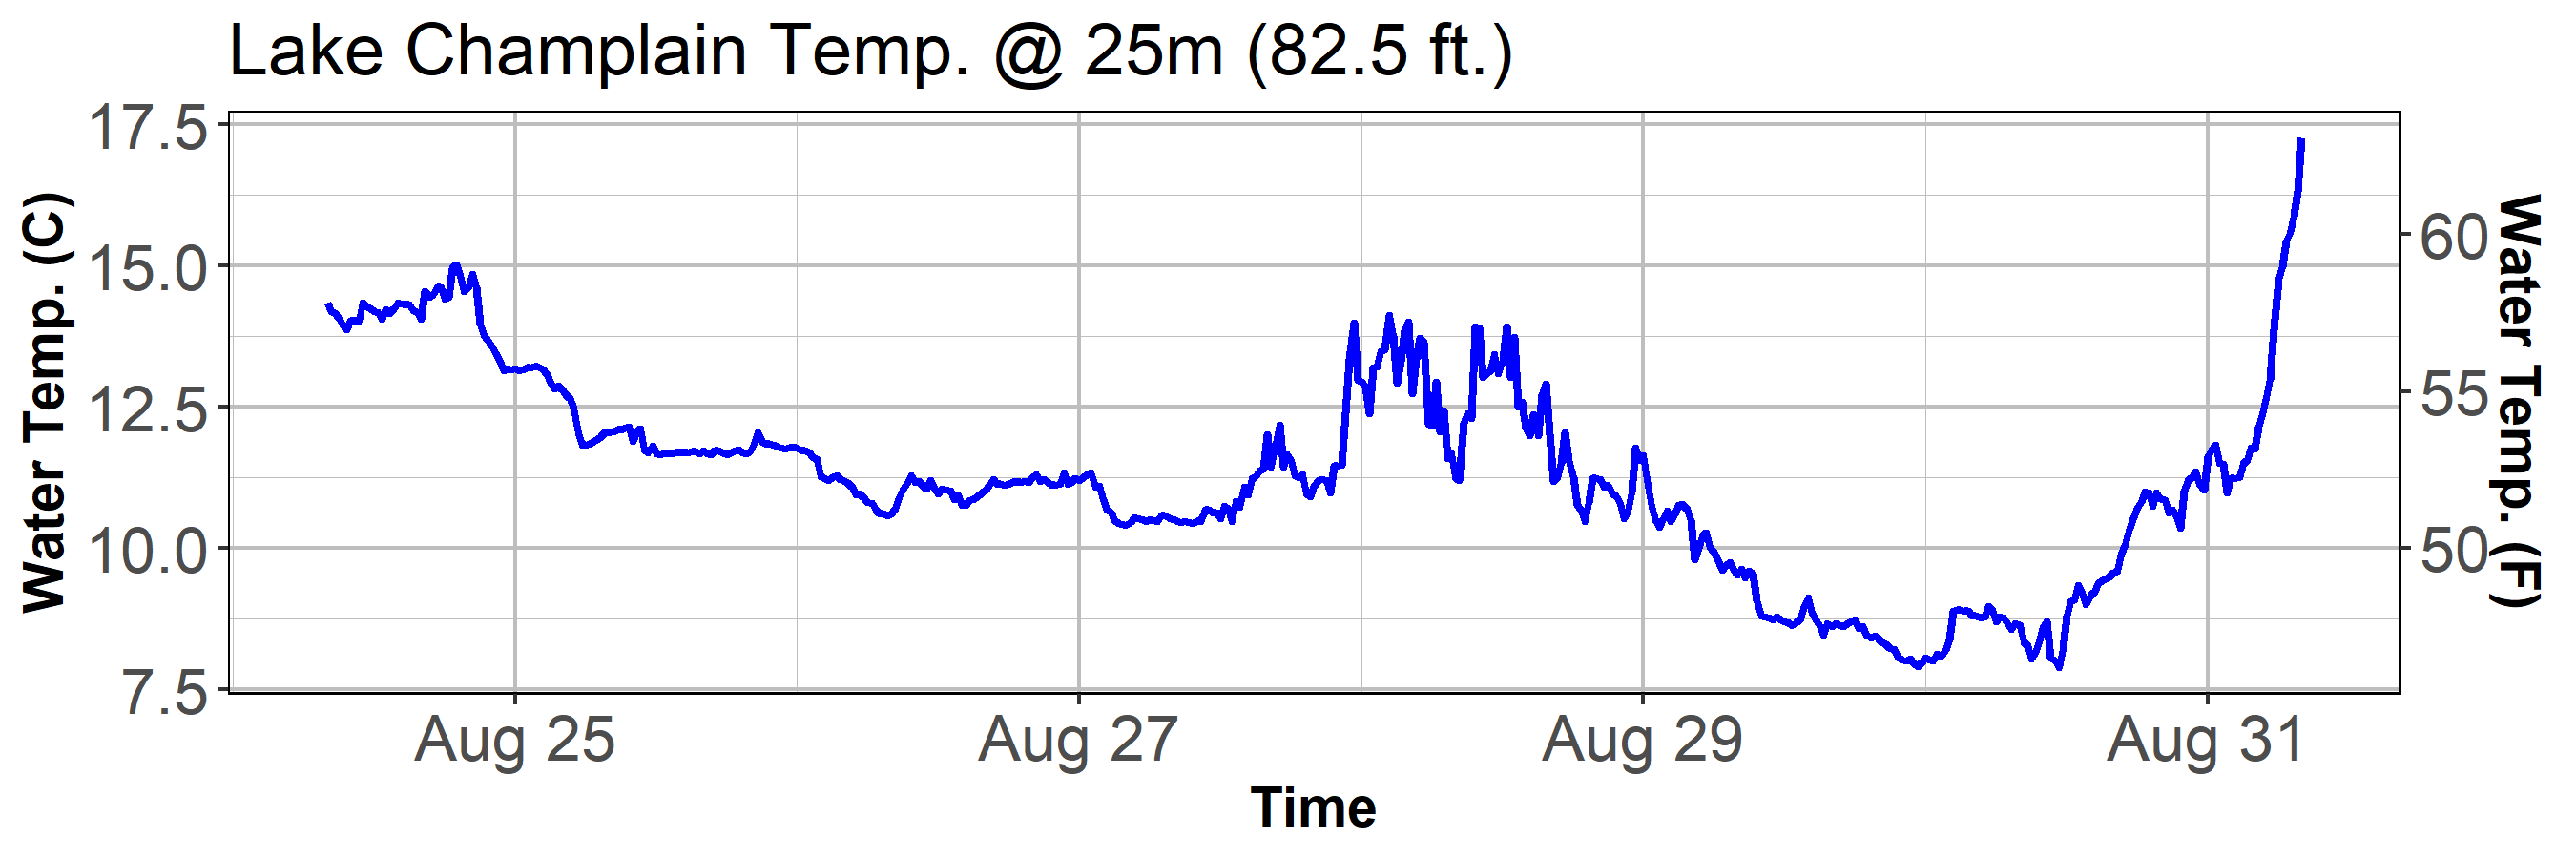 Lake Champlain Temp. @ 25m (82.5 ft.)
Water Temp. (C)
17.5
15.0
12.5
10.0
7.5
60
55
50
Water Temp. (F)
Aug 25
Aug 27
Aug 29
Aug 31
Time